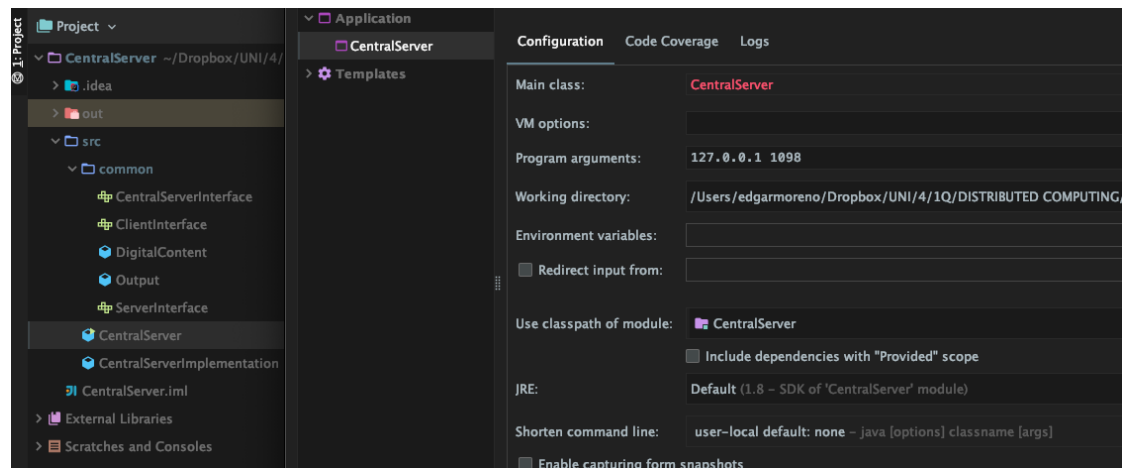 1: Project
Project
CentralServer ~/Dropbox/UNI/4/
.idea
out
src
common
CentralServerInterface
ClientInterface
DigitalContent
Output
ServerInterface
CentralServer
CentralServerImplementation
CentralServer.iml
External Libraries
Scratches and Consoles
Application
CentralServer
Templates
Configuration Code Coverage Logs
Main class: CentralServer
VM options:
Program arguments: 127.0.0.1 1098
Working directory: /Users/edgarmoreno/Dropbox/UNI/4/1Q/DISTRIBUTED COMPUTING/
Environment variables:
Redirect input from:
Use classpath of module: CentralServer
Include dependencies with "Provided" scope
JRE: Default (1.8 – SDK of 'CentralServer' module)
Shorten command line: user-local default: none – java [options] classname [args]
Enable capturing form snapshots